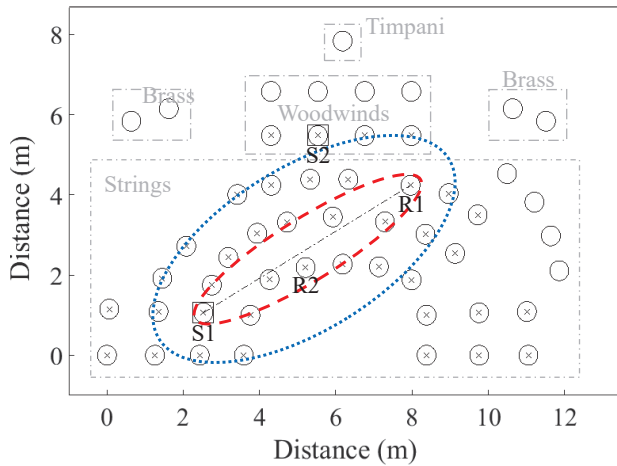 Timpani
Brass
Brass
Woodwinds
S2
Strings
R1
R2
S1
8
6
4
2
0
Distance (m)
0
2
4
6
8
10
12
Distance (m)